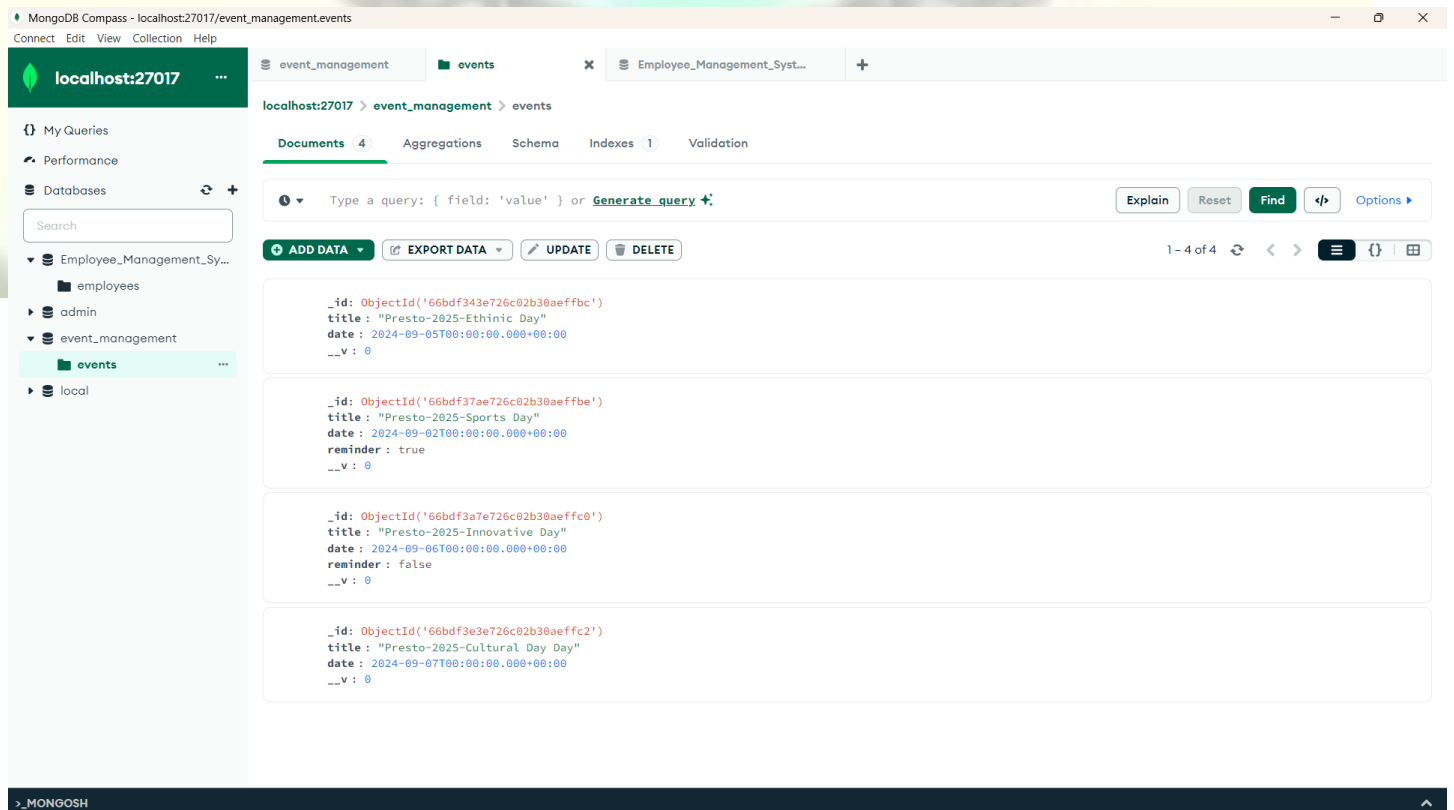 MongoDB Compass - localhost:27017/event_management.events
Connect Edit View Collection Help
localhost:27017 ...
My Queries
Performance
Databases
Search
Employee_Management_Sy...
employees
admin
event_management
events ...
local
event_management events Employee_Management_Syst...
localhost:27017 > event_management > events
Documents 4 Aggregations Schema Indexes 1 Validation
Type a query: { field: 'value' } or Generate query
Explain Reset Find </> Options
ADD DATA EXPORT DATA UPDATE DELETE 1 – 4 of 4 {}
_id: ObjectId('66bdf343e726c02b30aeffbc')
title : "Presto-2025-Ethinic Day"
date : 2024-09-05T00:00:00.000+00:00
__v : 0
_id: ObjectId('66bdf37ae726c02b30aeffbe')
title : "Presto-2025-Sports Day"
date : 2024-09-02T00:00:00.000+00:00
reminder : true
__v : 0
_id: ObjectId('66bdf3a7e726c02b30aeffc0')
title : "Presto-2025-Innovative Day"
date : 2024-09-06T00:00:00.000+00:00
reminder : false
__v : 0
_id: ObjectId('66bdf3e3e726c02b30aeffc2')
title : "Presto-2025-Cultural Day Day"
date : 2024-09-07T00:00:00.000+00:00
__v : 0
>_MONGOSH